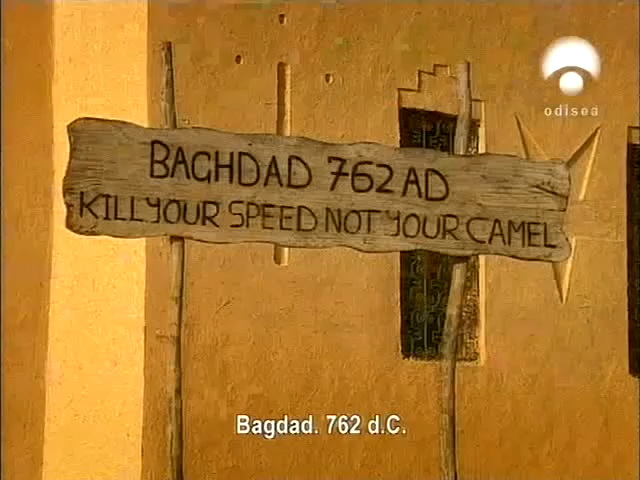 odisea
BAGHDAD 762 AD
KILL YOUR SPEED NOT YOUR CAMEL
Bagdad. 762 d.C.